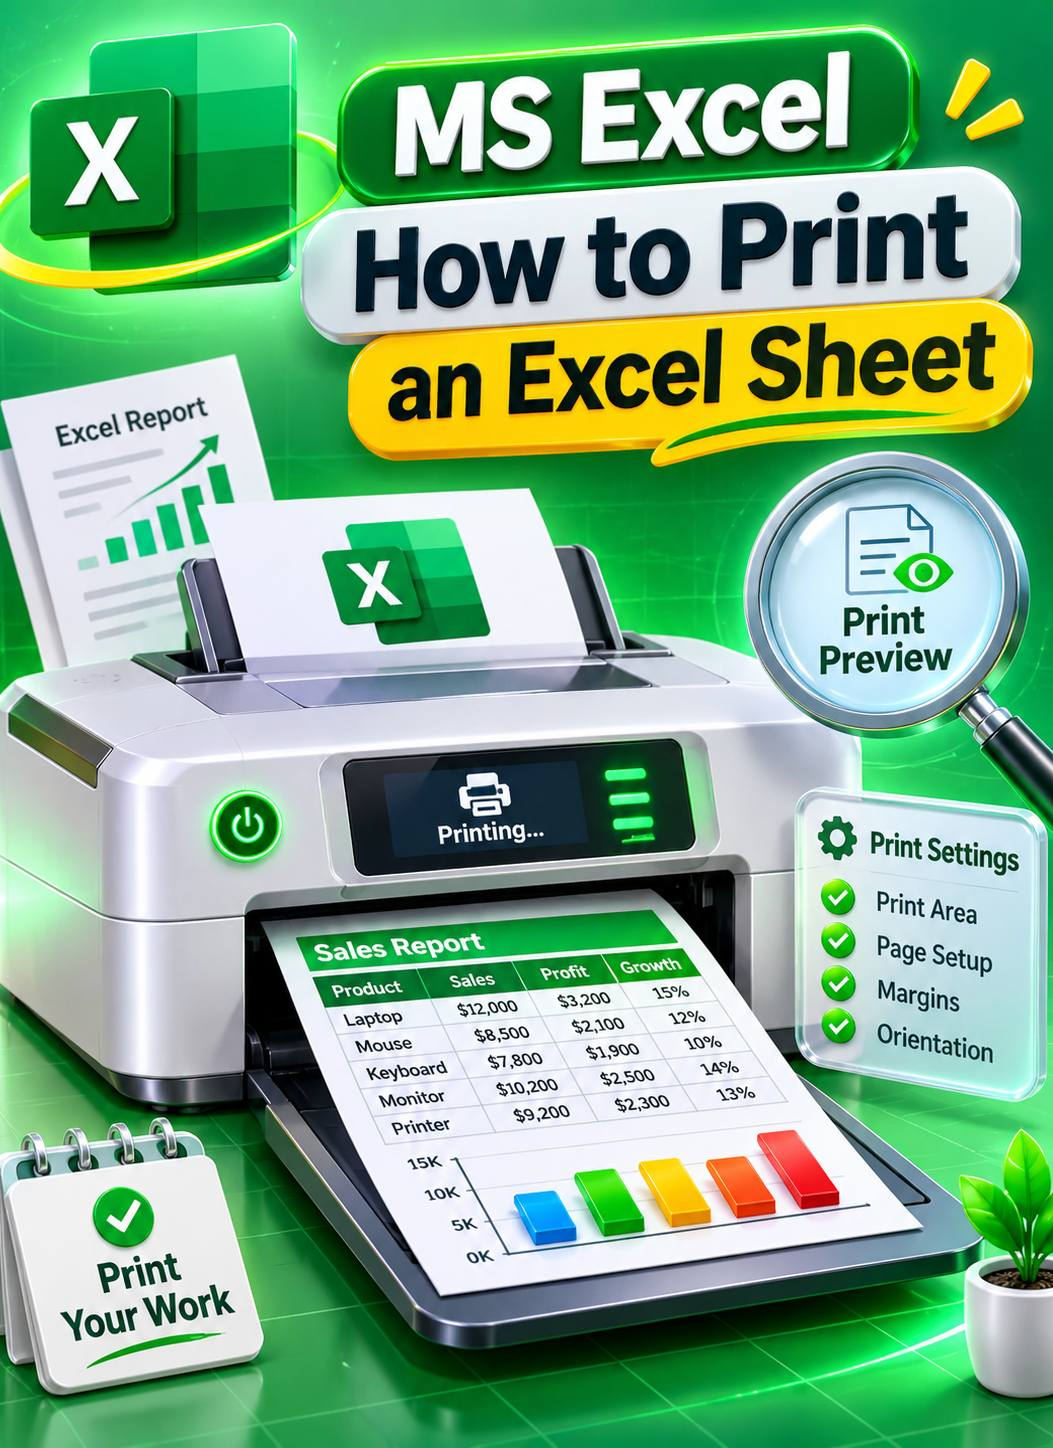 X
MS Excel
How to Print
an Excel Sheet
Excel Report
X
Print
Preview
Printing...
Print Settings
Print Area
Page Setup
Margins
Orientation
Sales Report
Product Sales Profit Growth
Laptop $12,000 $3,200 15%
Mouse $8,500 $2,100 12%
Keyboard $7,800 $1,900 10%
Monitor $10,200 $2,500 14%
Printer $9,200 $2,300 13%
15K
10K
5K
0K
Print
Your Work